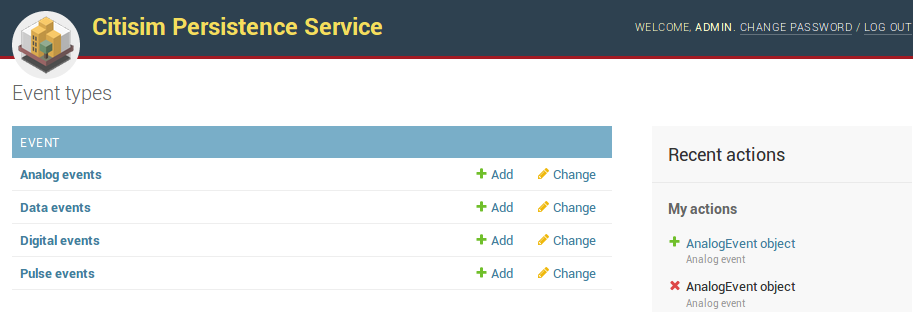 Citisim Persistence Service
WELCOME, ADMIN. CHANGE PASSWORD / LOG OUT
Event types
EVENT
Analog events Add Change
Data events Add Change
Digital events Add Change
Pulse events Add Change
Recent actions
My actions
AnalogEvent object
Analog event
AnalogEvent object
Analog event